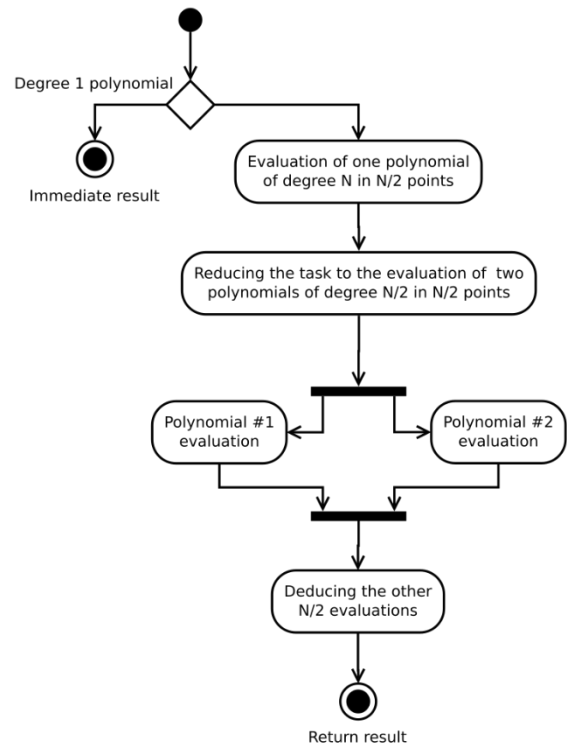 Degree 1 polynomial
Immediate result
Evaluation of one polynomial
of degree N in N/2 points
Reducing the task to the evaluation of  two
polynomials of degree N/2 in N/2 points
Polynomial #1
evaluation
Polynomial #2
evaluation
Deducing the other
N/2 evaluations
Return result